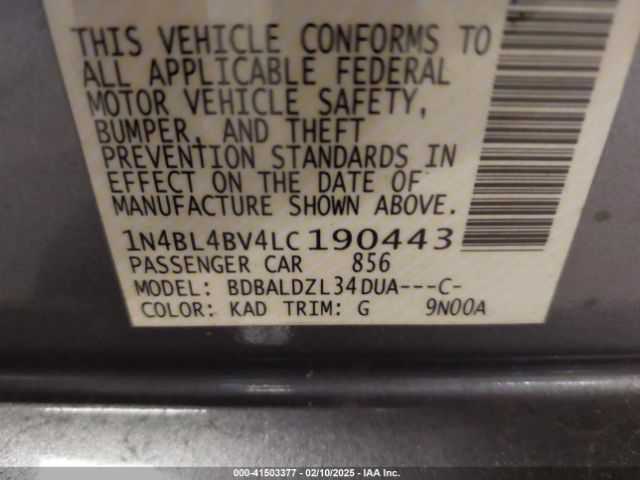 THIS VEHICLE CONFORMS TO
ALL APPLICABLE FEDERAL
MOTOR VEHICLE SAFETY,
BUMPER, AND THEFT
PREVENTION STANDARDS IN
EFFECT ON THE DATE OF
MANUFACTURE SHOWN ABOVE.
1N4BL4BV4LC190443
PASSENGER CAR 856
MODEL: BDBALDZL34DUA---C-
COLOR: KAD TRIM: G 9N00A
000-41503377 - 02/10/2025 - IAA Inc.